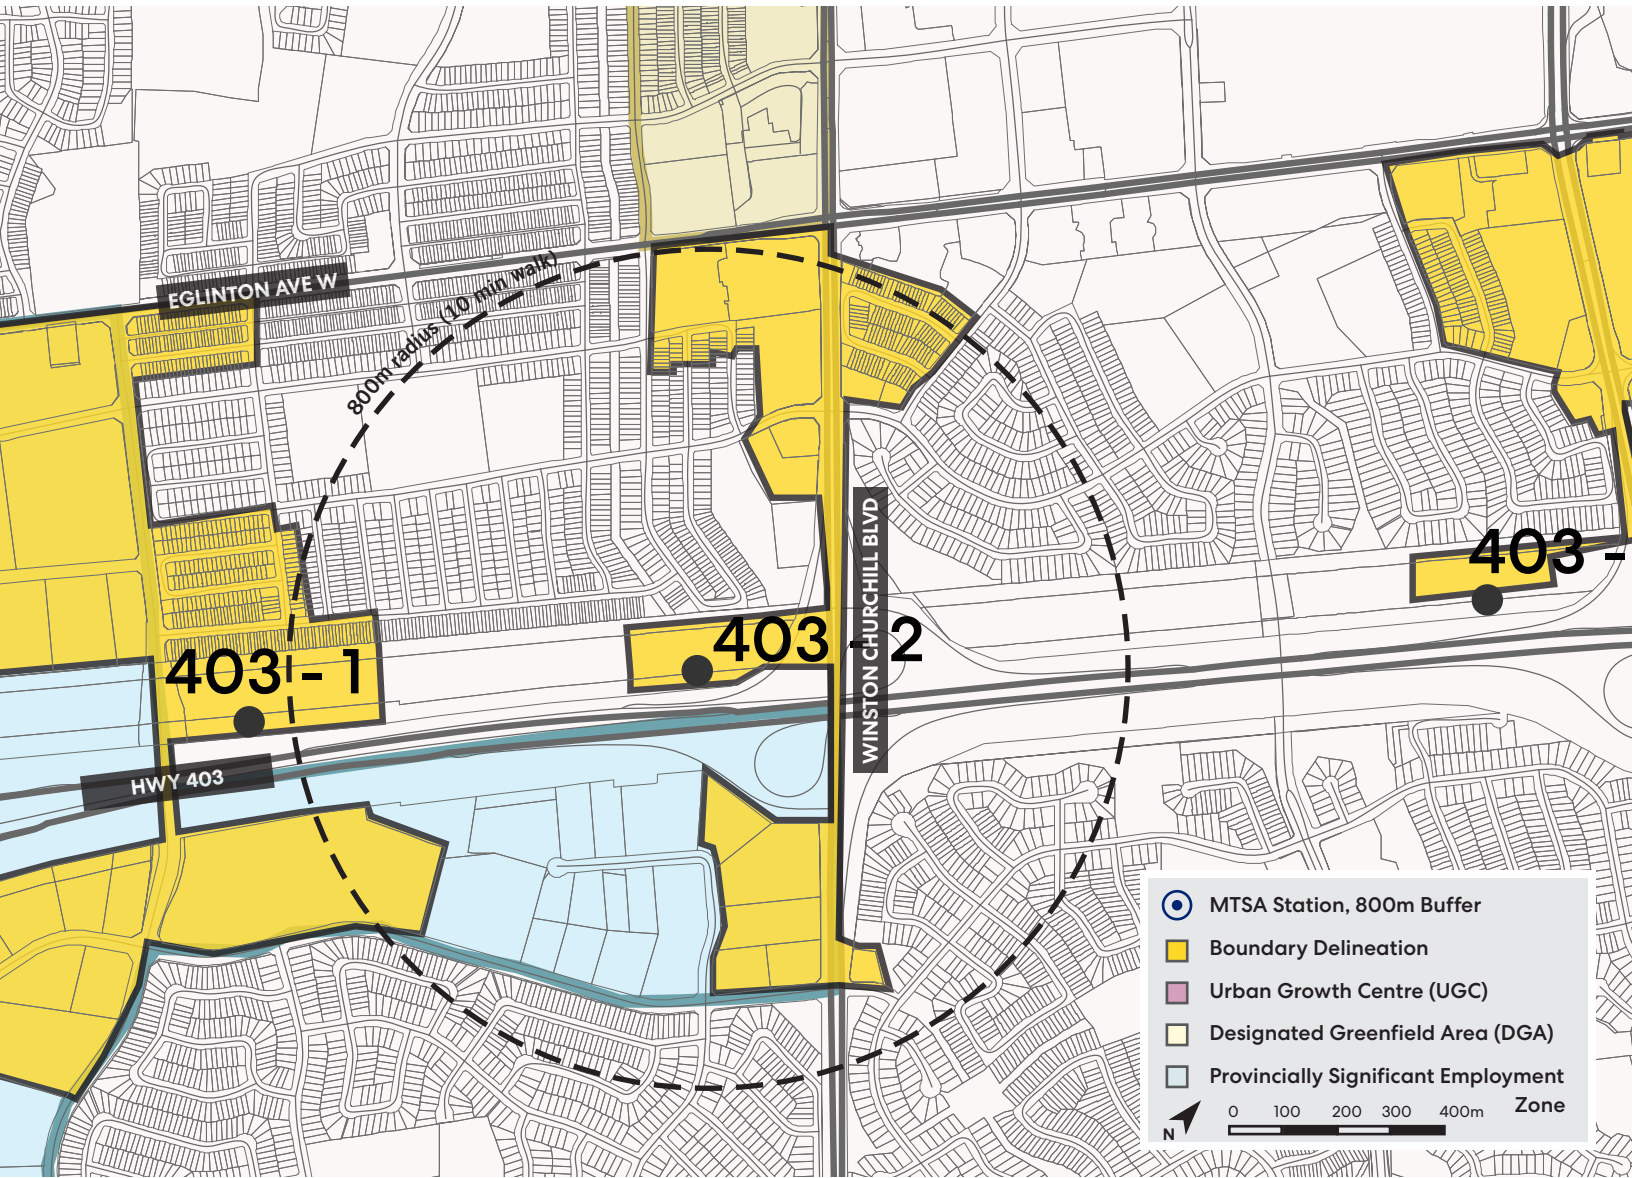 EGLINTON AVE W
800m radius (10 min walk)
WINSTON CHURCHILL BLVD
403 -
403 - 2
403 - 1
HWY 403
MTSA Station, 800m Buffer
Boundary Delineation
Urban Growth Centre (UGC)
Designated Greenfield Area (DGA)
Provincially Significant Employment
Zone
N
0 100 200 300 400m